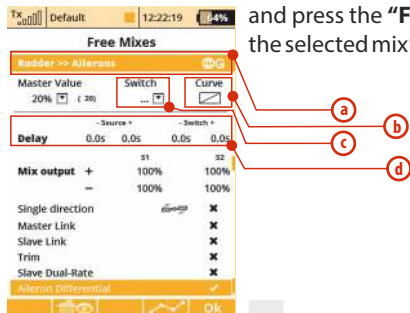 Tx Default 12:22:19 64%
Free Mixes
Rudder >> Ailerons G
Master Value Switch Curve
20% ( 20) ...
- Source + - Switch +
Delay 0.0s 0.0s 0.0s 0.0s
S1 S2
Mix output + 100% 100%
- 100% 100%
Single direction
Master Link
Slave Link
Trim
Slave Dual-Rate
Aileron Differential
Ok
and press the “F
the selected mix
a
b
c
d